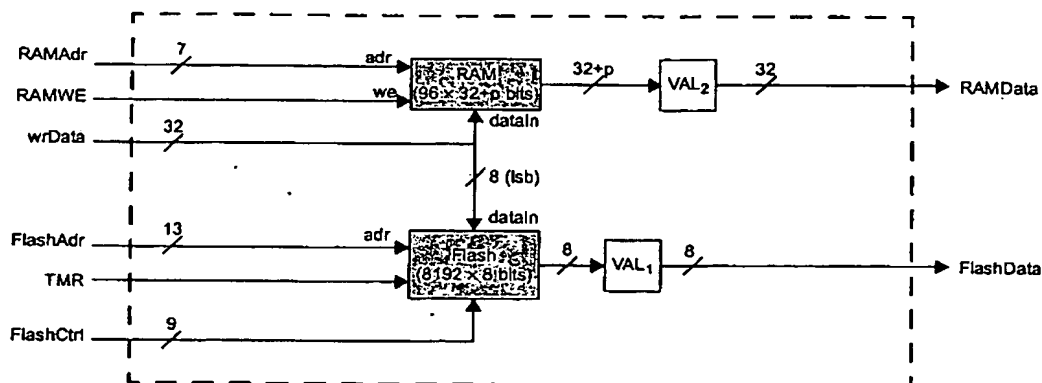 RAMAdr
7
adr
RAM
(96 × 32+p bits)
32+p
VAL2
32
RAMData
RAMWE
we
dataIn
wrData
32
8 (lsb)
dataIn
FlashAdr
13
adr
Flash
(8192 × 8 bits)
8
VAL1
8
FlashData
TMR
FlashCtrl
9